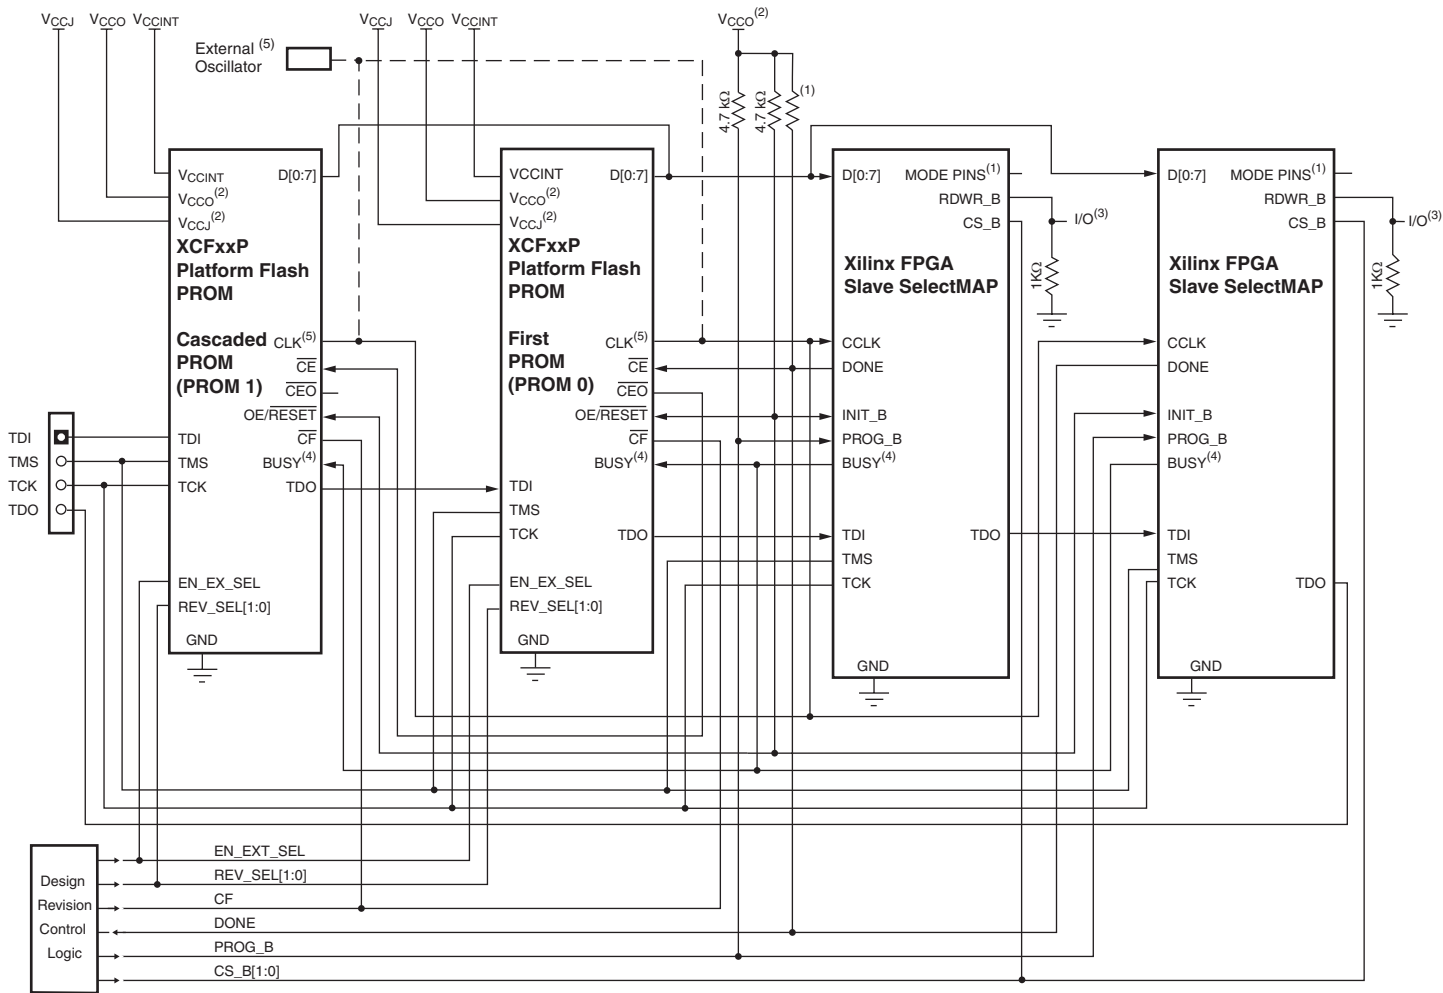 VCCJ VCCO VCCINT
VCCJ VCCO VCCINT
VCCO(2)
External (5)
Oscillator
4.7 kΩ
4.7 kΩ
(1)
VCCINT
VCCO(2)
VCCJ(2)
D[0:7]
XCFxxP
Platform Flash
PROM
Cascaded
PROM
(PROM 1)
CLK(5)
CE
CEO
OE/RESET
CF
BUSY(4)
TDO
TDI
TMS
TCK
EN_EX_SEL
REV_SEL[1:0]
GND
TDI
TMS
TCK
TDO
VCCINT
VCCO(2)
VCCJ(2)
D[0:7]
XCFxxP
Platform Flash
PROM
First
PROM
(PROM 0)
CLK(5)
CE
CEO
OE/RESET
CF
BUSY(4)
TDI
TMS
TCK
TDO
EN_EX_SEL
REV_SEL[1:0]
GND
D[0:7]
MODE PINS(1)
RDWR_B
CS_B
I/O(3)
1KΩ
Xilinx FPGA
Slave SelectMAP
CCLK
DONE
INIT_B
PROG_B
BUSY(4)
TDI
TMS
TCK
TDO
GND
D[0:7]
MODE PINS(1)
RDWR_B
CS_B
I/O(3)
1KΩ
Xilinx FPGA
Slave SelectMAP
CCLK
DONE
INIT_B
PROG_B
BUSY(4)
TDI
TMS
TCK
TDO
GND
Design
Revision
Control
Logic
EN_EXT_SEL
REV_SEL[1:0]
CF
DONE
PROG_B
CS_B[1:0]